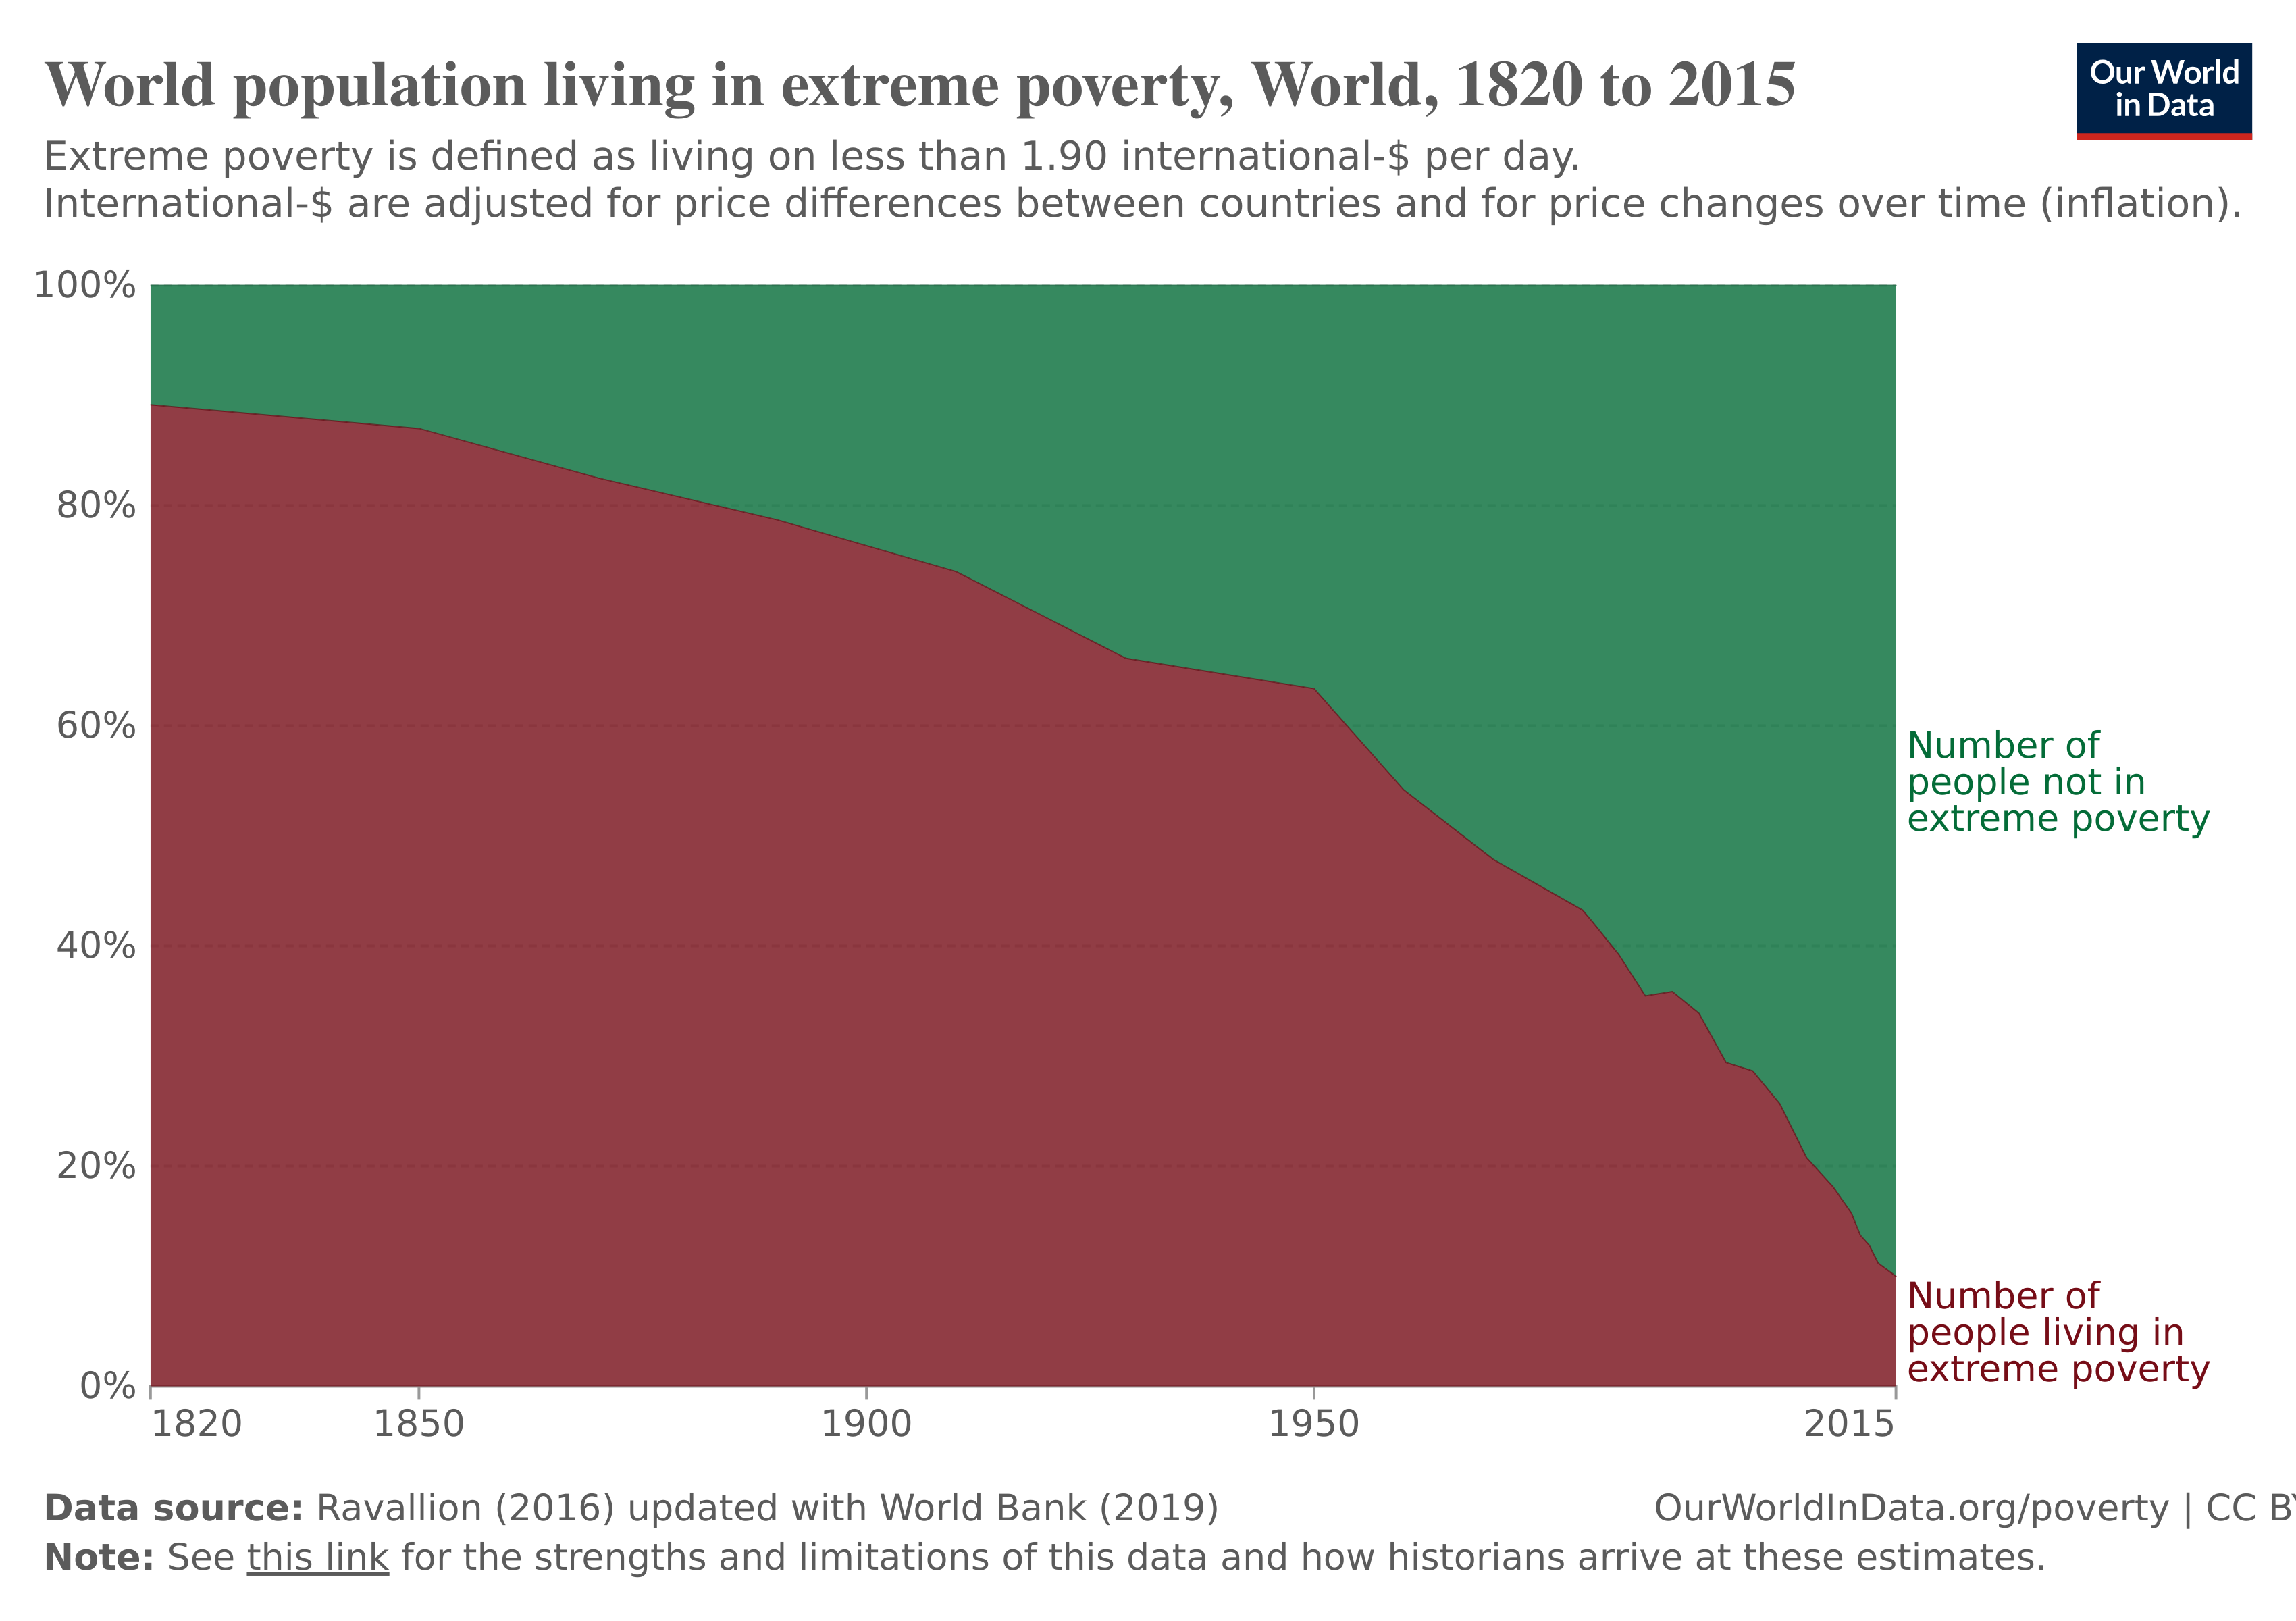 World population living in extreme poverty, World, 1820 to 2015
Our World
in Data
Extreme poverty is defined as living on less than 1.90 international-$ per day.
International-$ are adjusted for price differences between countries and for price changes over time (inflation).
100%
80%
60%
40%
20%
0%
Number of
people not in
extreme poverty
Number of
people living in
extreme poverty
1820
1850
1900
1950
2015
Data source: Ravallion (2016) updated with World Bank (2019)
OurWorldInData.org/poverty | CC BY
Note: See this link for the strengths and limitations of this data and how historians arrive at these estimates.